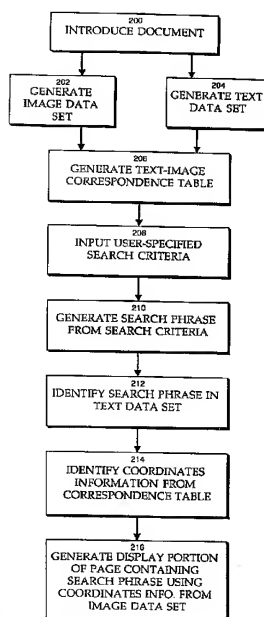 200
INTRODUCE DOCUMENT
202
GENERATE
IMAGE DATA
SET
204
GENERATE TEXT
DATA SET
206
GENERATE TEXT-IMAGE
CORRESPONDENCE TABLE
208
INPUT USER-SPECIFIED
SEARCH CRITERIA
210
GENERATE SEARCH PHRASE
FROM SEARCH CRITERIA
212
IDENTIFY SEARCH PHRASE IN
TEXT DATA SET
214
IDENTIFY COORDINATES
INFORMATION FROM
CORRESPONDENCE TABLE
216
GENERATE DISPLAY PORTION
OF PAGE CONTAINING
SEARCH PHRASE USING
COORDINATES INFO. FROM
IMAGE DATA SET